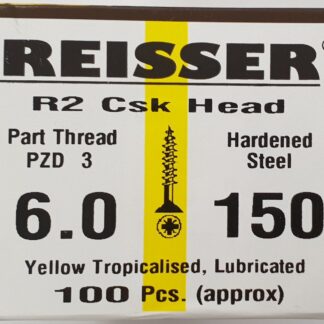 REISSER®
R2 Csk Head
Part Thread
PZD 3
Hardened
Steel
6.0
150
Yellow Tropicalised, Lubricated
100 Pcs. (approx)